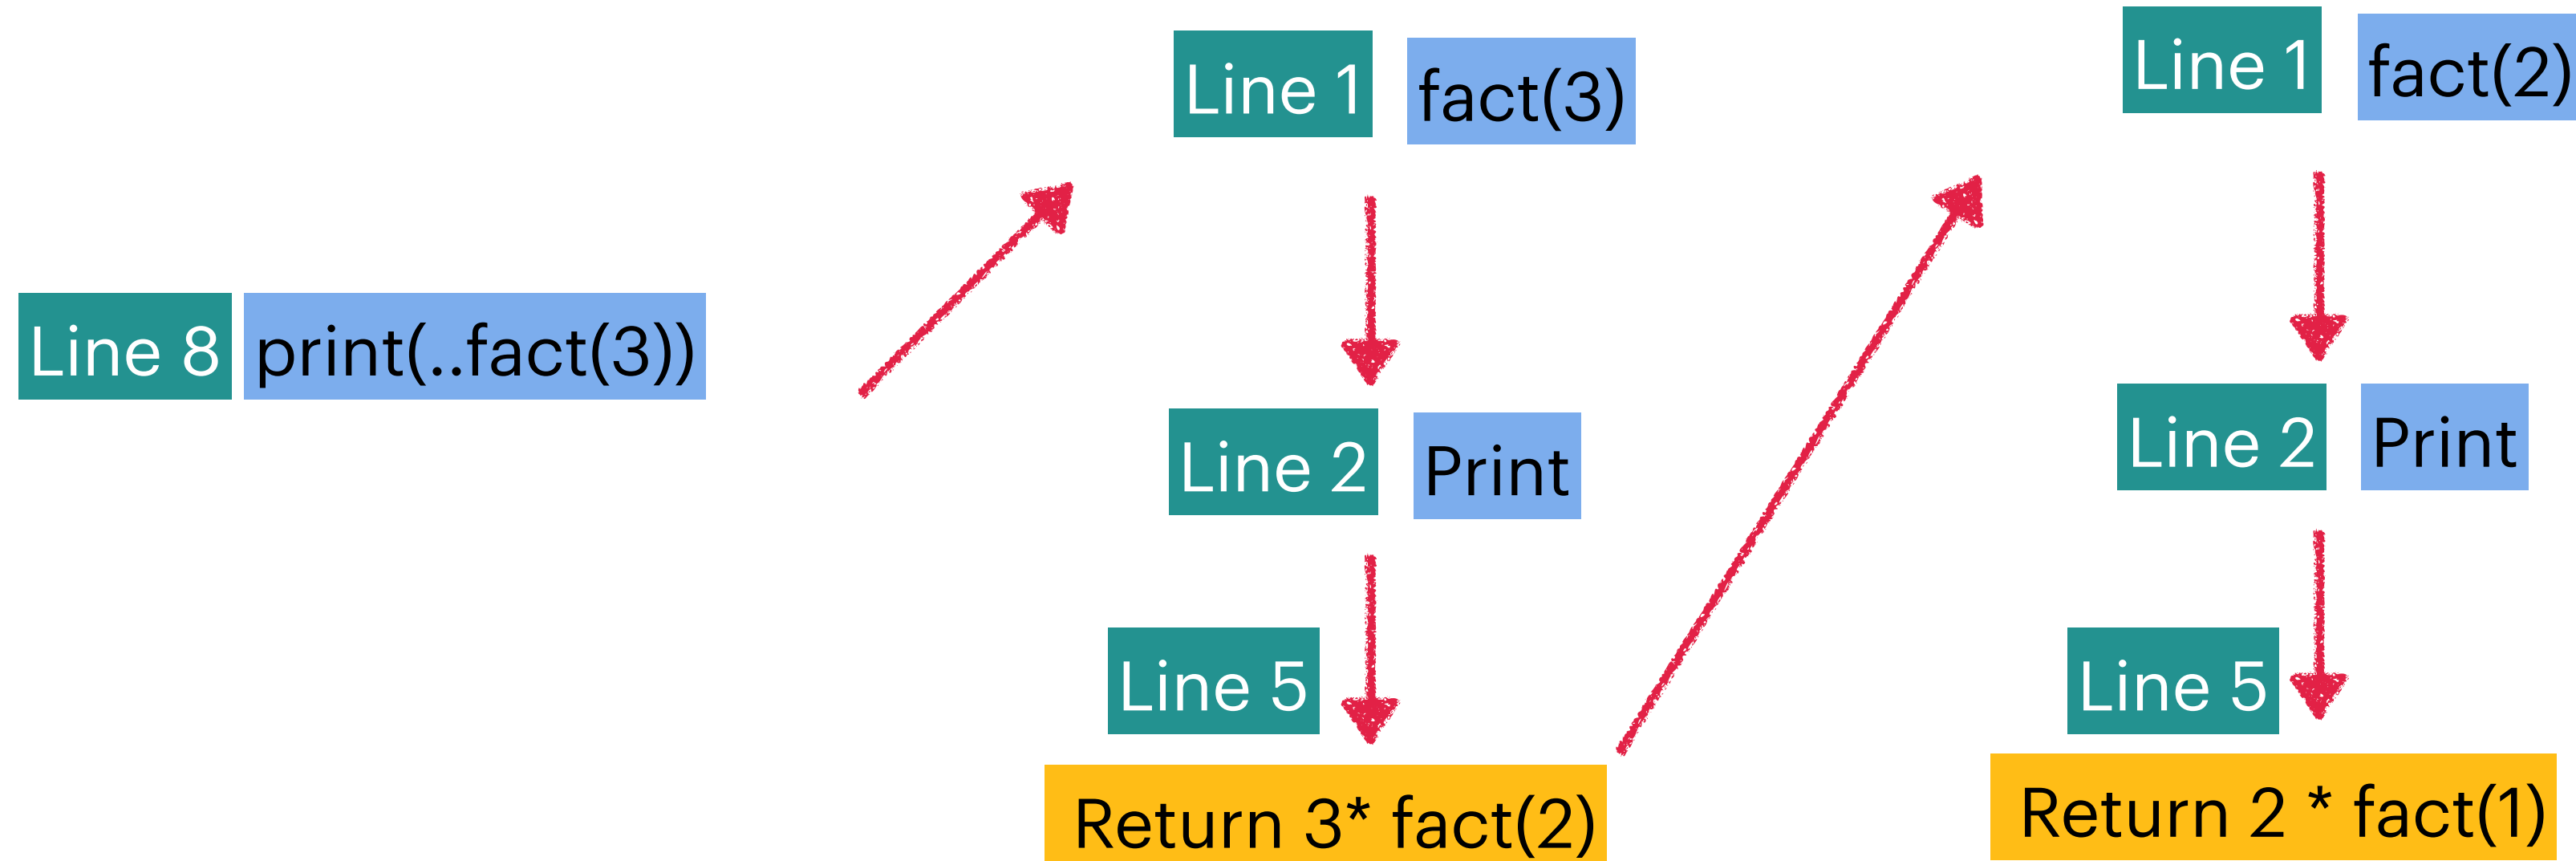 Line 8 print(..fact(3))
Line 1 fact(3)
Line 2 Print
Line 5
Return 3* fact(2)
Line 1 fact(2)
Line 2 Print
Line 5
Return 2 * fact(1)